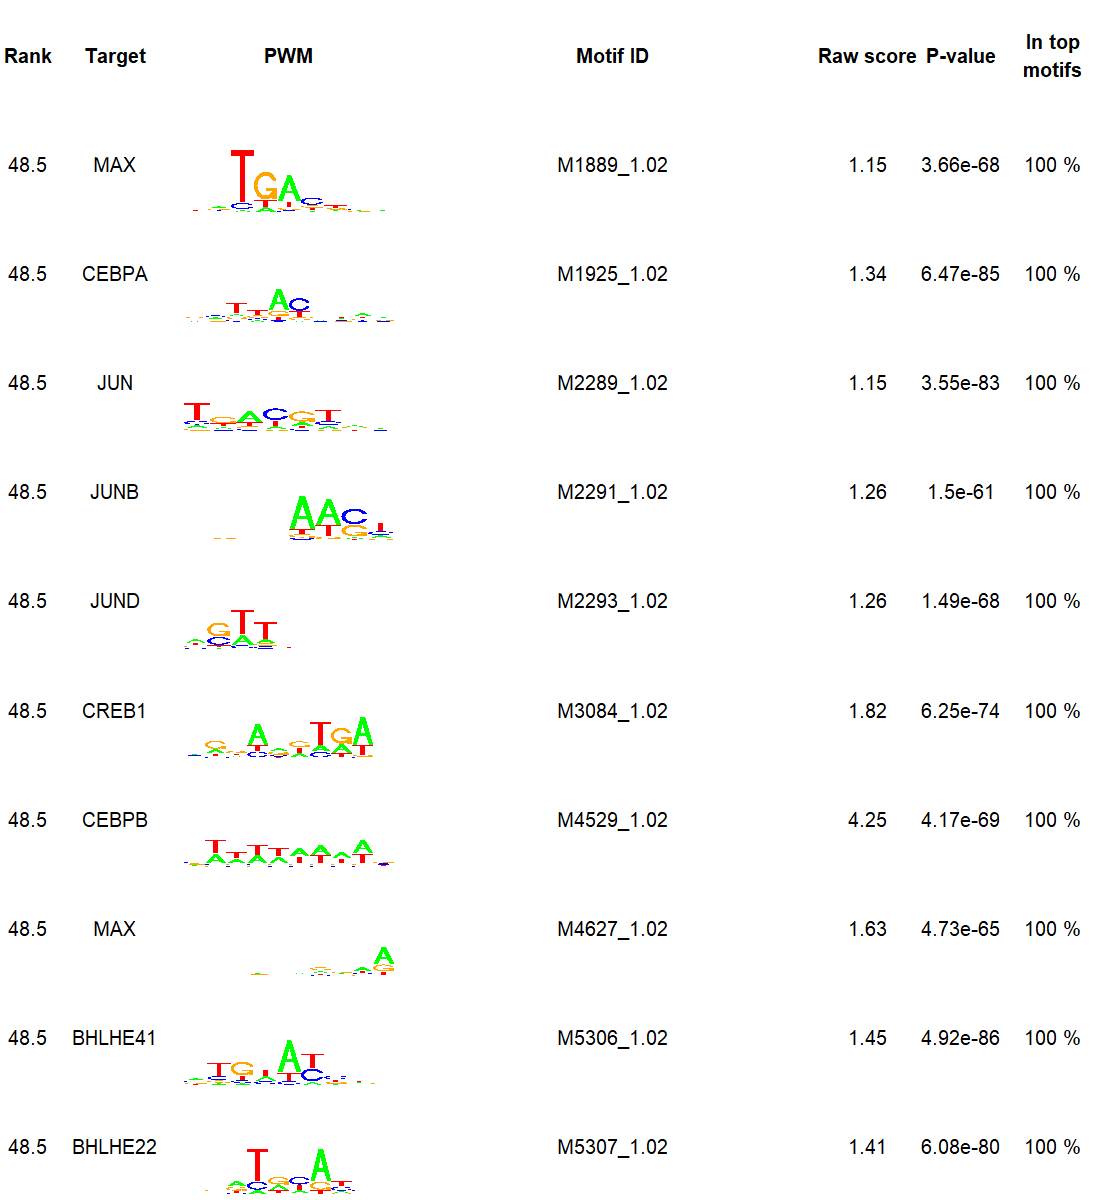 Rank Target PWM Motif ID Raw score P-value In top motifs
48.5 MAX M1889_1.02 1.15 3.66e-68 100 %
48.5 CEBPA M1925_1.02 1.34 6.47e-85 100 %
48.5 JUN M2289_1.02 1.15 3.55e-83 100 %
48.5 JUNB M2291_1.02 1.26 1.5e-61 100 %
48.5 JUND M2293_1.02 1.26 1.49e-68 100 %
48.5 CREB1 M3084_1.02 1.82 6.25e-74 100 %
48.5 CEBPB M4529_1.02 4.25 4.17e-69 100 %
48.5 MAX M4627_1.02 1.63 4.73e-65 100 %
48.5 BHLHE41 M5306_1.02 1.45 4.92e-86 100 %
48.5 BHLHE22 M5307_1.02 1.41 6.08e-80 100 %